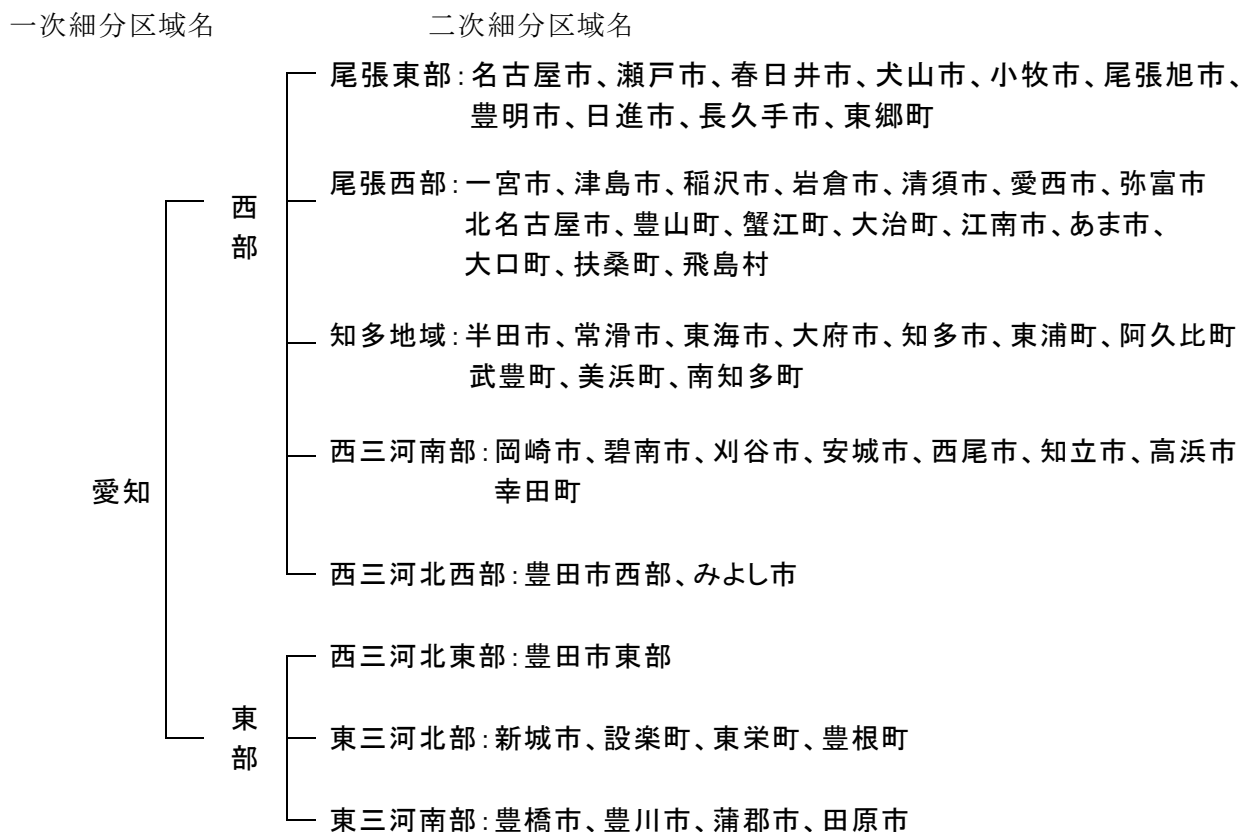 一次細分区域名 二次細分区域名
尾張東部：名古屋市、瀬戸市、春日井市、犬山市、小牧市、尾張旭市、
豊明市、日進市、長久手市、東郷町
尾張西部：一宮市、津島市、稲沢市、岩倉市、清須市、愛西市、弥富市
北名古屋市、豊山町、蟹江町、大治町、江南市、あま市、
大口町、扶桑町、飛島村
西部
知多地域：半田市、常滑市、東海市、大府市、知多市、東浦町、阿久比町
武豊町、美浜町、南知多町
西三河南部：岡崎市、碧南市、刈谷市、安城市、西尾市、知立市、高浜市
幸田町
愛知
西三河北西部：豊田市西部、みよし市
西三河北東部：豊田市東部
東部
東三河北部：新城市、設楽町、東栄町、豊根町
東三河南部：豊橋市、豊川市、蒲郡市、田原市